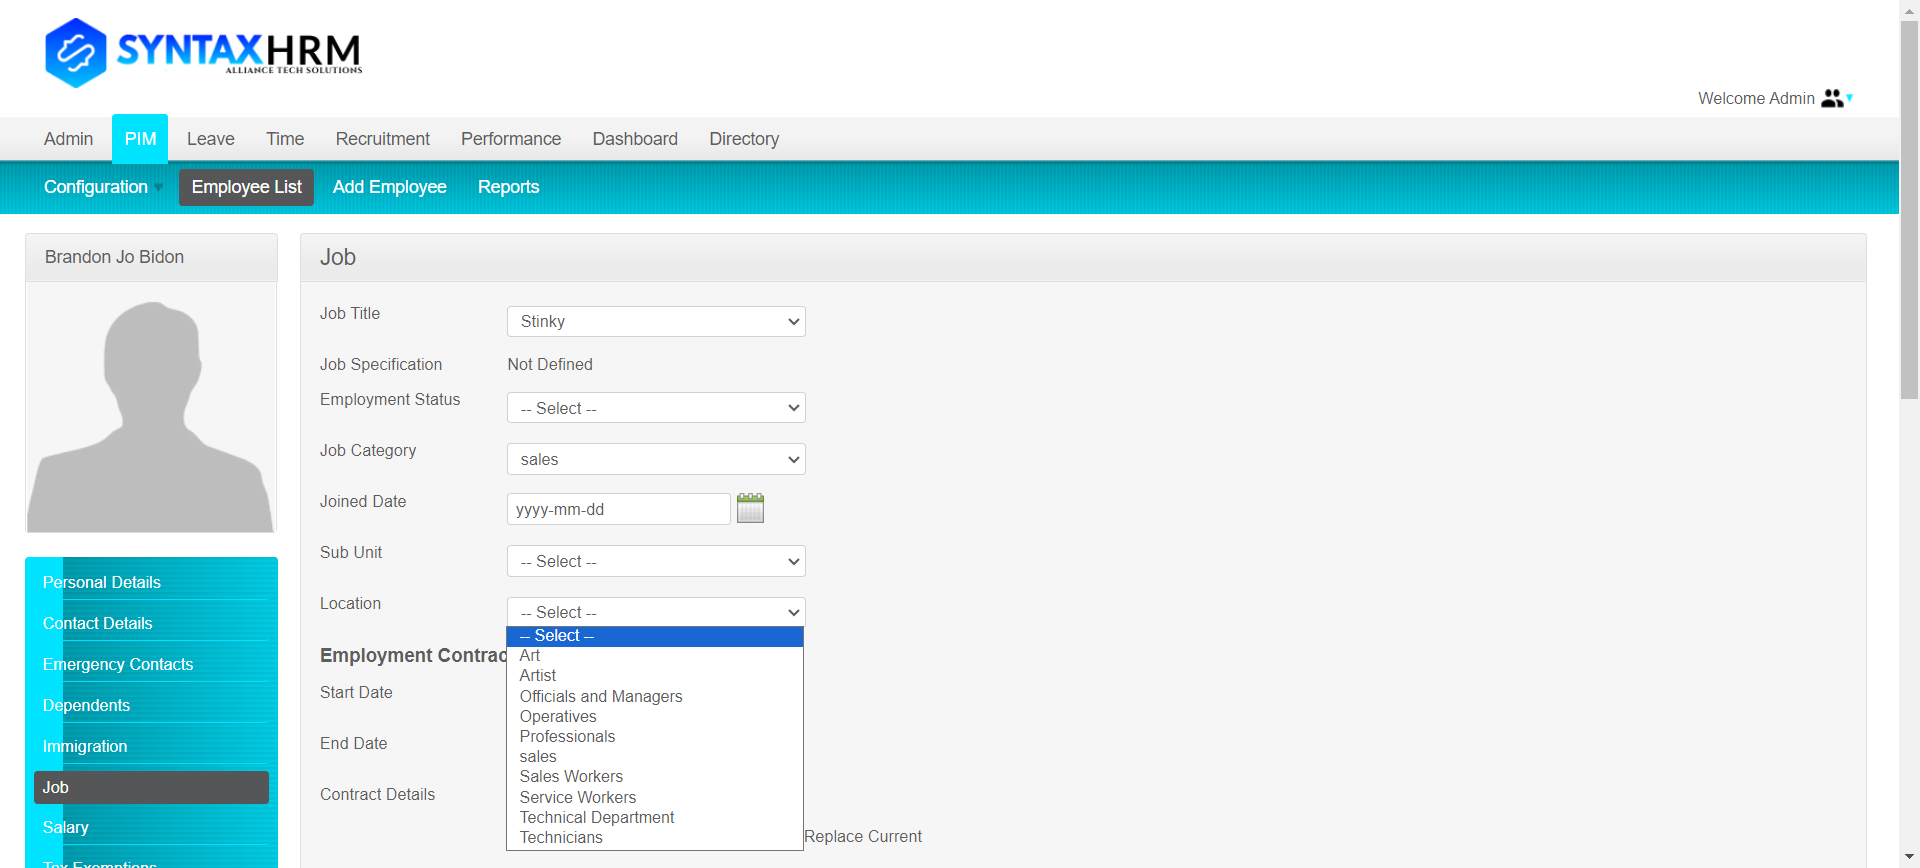 SYNTAXHRM
ALLIANCE TECH SOLUTIONS
Welcome Admin
Admin PIM Leave Time Recruitment Performance Dashboard Directory
Configuration Employee List Add Employee Reports
Brandon Jo Bidon
Personal Details
Contact Details
Emergency Contacts
Dependents
Immigration
Job
Salary
Tax Exemptions
Job
Job Title Stinky
Job Specification Not Defined
Employment Status -- Select --
Job Category sales
Joined Date yyyy-mm-dd
Sub Unit -- Select --
Location -- Select --
-- Select --
Art
Artist
Officials and Managers
Operatives
Professionals
sales
Sales Workers
Service Workers
Technical Department
Technicians
Employment Contrac
Start Date
End Date
Contract Details
Replace Current